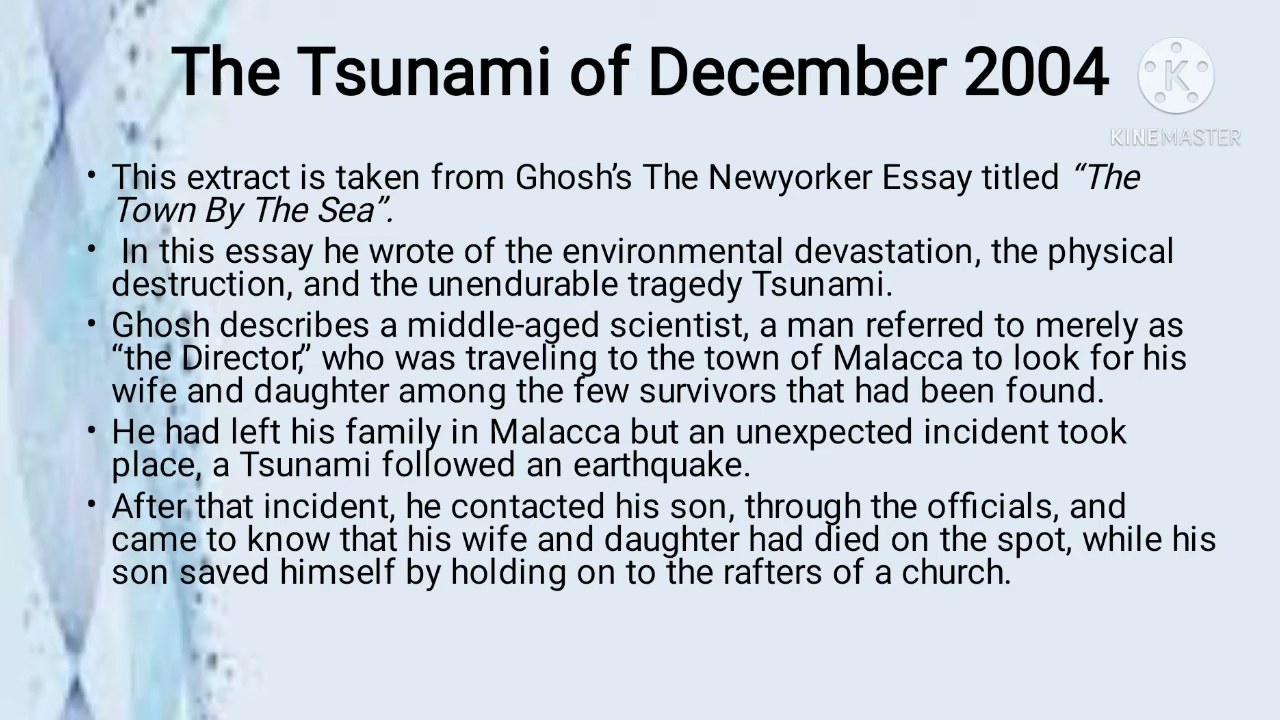 The Tsunami of December 2004
K
KINEMASTER
• This extract is taken from Ghosh’s The Newyorker Essay titled “The
Town By The Sea”.
• In this essay he wrote of the environmental devastation, the physical
destruction, and the unendurable tragedy Tsunami.
• Ghosh describes a middle-aged scientist, a man referred to merely as
“the Director,” who was traveling to the town of Malacca to look for his
wife and daughter among the few survivors that had been found.
• He had left his family in Malacca but an unexpected incident took
place, a Tsunami followed an earthquake.
• After that incident, he contacted his son, through the officials, and
came to know that his wife and daughter had died on the spot, while his
son saved himself by holding on to the rafters of a church.